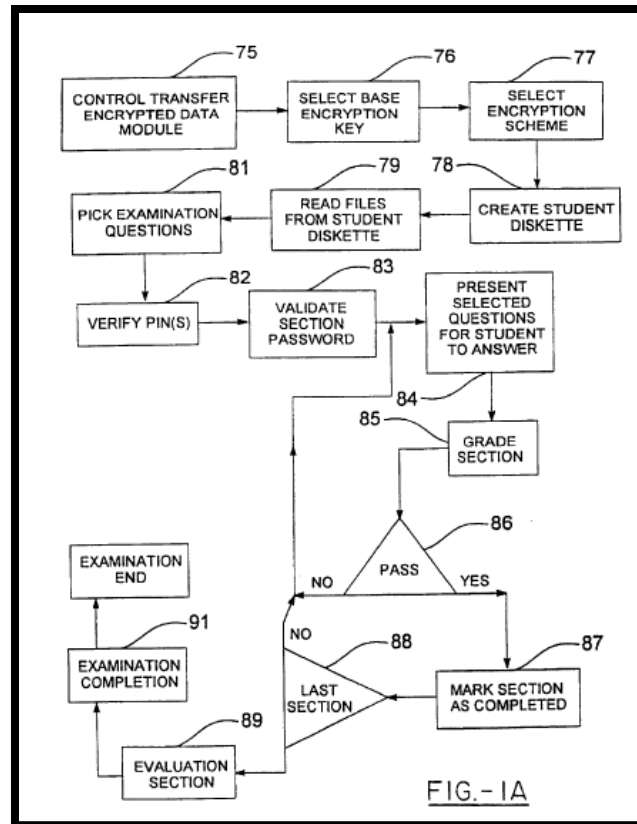 75
76
77
CONTROL TRANSFER
ENCRYPTED DATA
MODULE
SELECT BASE
ENCRYPTION
KEY
SELECT
ENCRYPTION
SCHEME
81
79
78
PICK EXAMINATION
QUESTIONS
READ FILES
FROM STUDENT
DISKETTE
CREATE STUDENT
DISKETTE
82
83
VERIFY PIN(S)
VALIDATE
SECTION
PASSWORD
PRESENT
SELECTED
QUESTIONS
FOR STUDENT
TO ANSWER
84
85
GRADE
SECTION
86
PASS
NO
YES
EXAMINATION
END
91
NO
88
87
EXAMINATION
COMPLETION
LAST
SECTION
MARK SECTION
AS COMPLETED
89
EVALUATION
SECTION
FIG.-1A